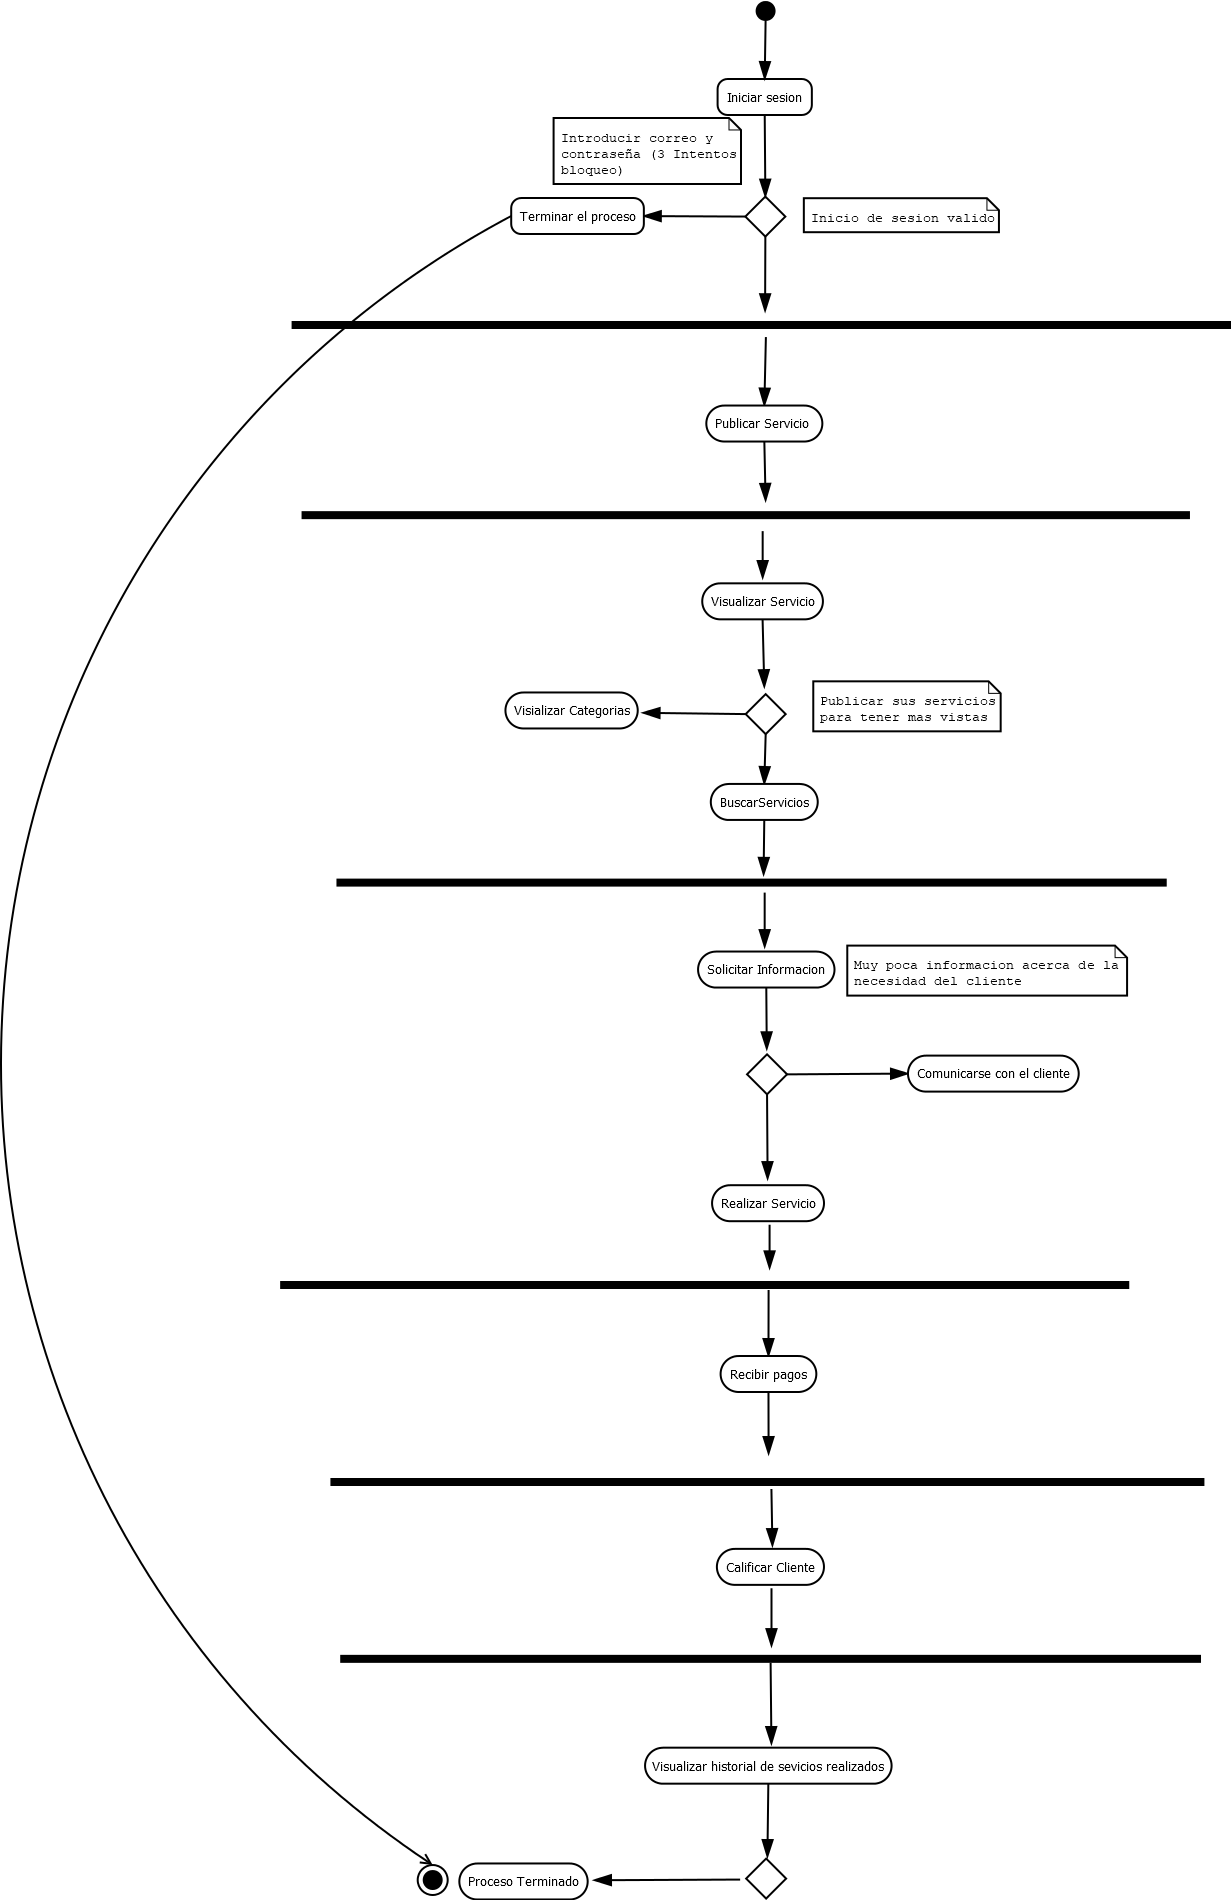 Iniciar sesion
Introducir correo y
contraseña (3 Intentos
bloqueo)
Terminar el proceso
Inicio de sesion valido
Publicar Servicio
Visualizar Servicio
Visializar Categorias
Publicar sus servicios
para tener mas vistas
BuscarServicios
Solicitar Informacion
Muy poca informacion acerca de la
necesidad del cliente
Comunicarse con el cliente
Realizar Servicio
Recibir pagos
Calificar Cliente
Visualizar historial de sevicios realizados
Proceso Terminado